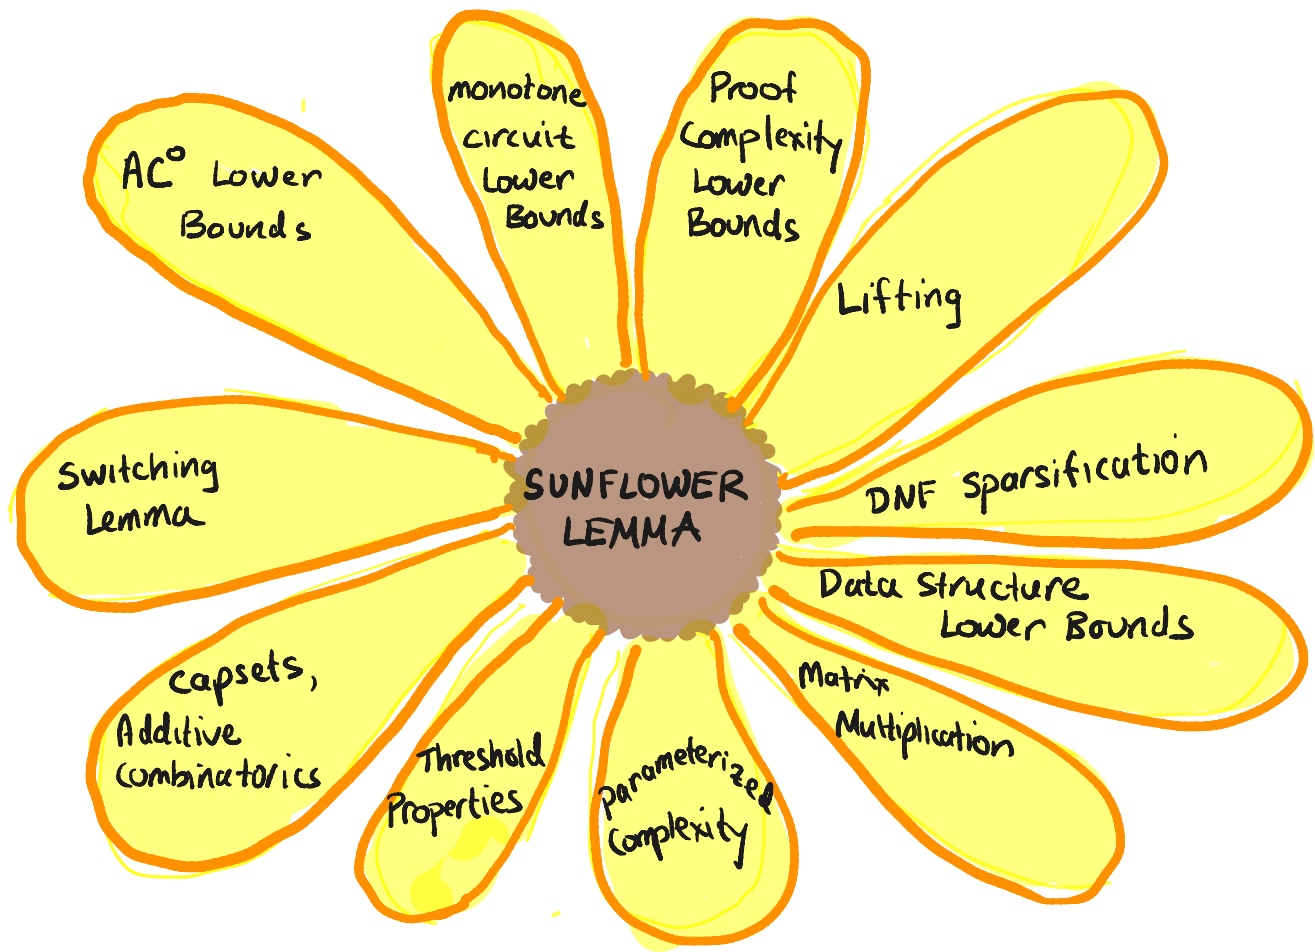 AC⁰ Lower
Bounds
monotone
circuit
Lower
Bounds
Proof
Complexity
Lower
Bounds
Lifting
DNF Sparsification
Data Structure
Lower Bounds
Matrix
Multiplication
Parameterized
Complexity
Threshold
Properties
Capsets,
Additive
Combinatorics
Switching
Lemma
SUNFLOWER
LEMMA